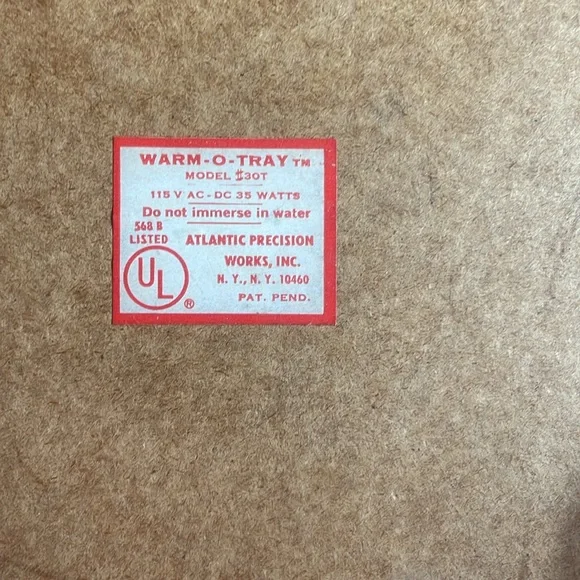 WARM-O-TRAY TM
MODEL #30T
115 V AC-DC 35 WATTS
Do not immerse in water
568 B
LISTED
UL
®
ATLANTIC PRECISION
WORKS, INC.
N. Y., N. Y. 10460
PAT. PEND.